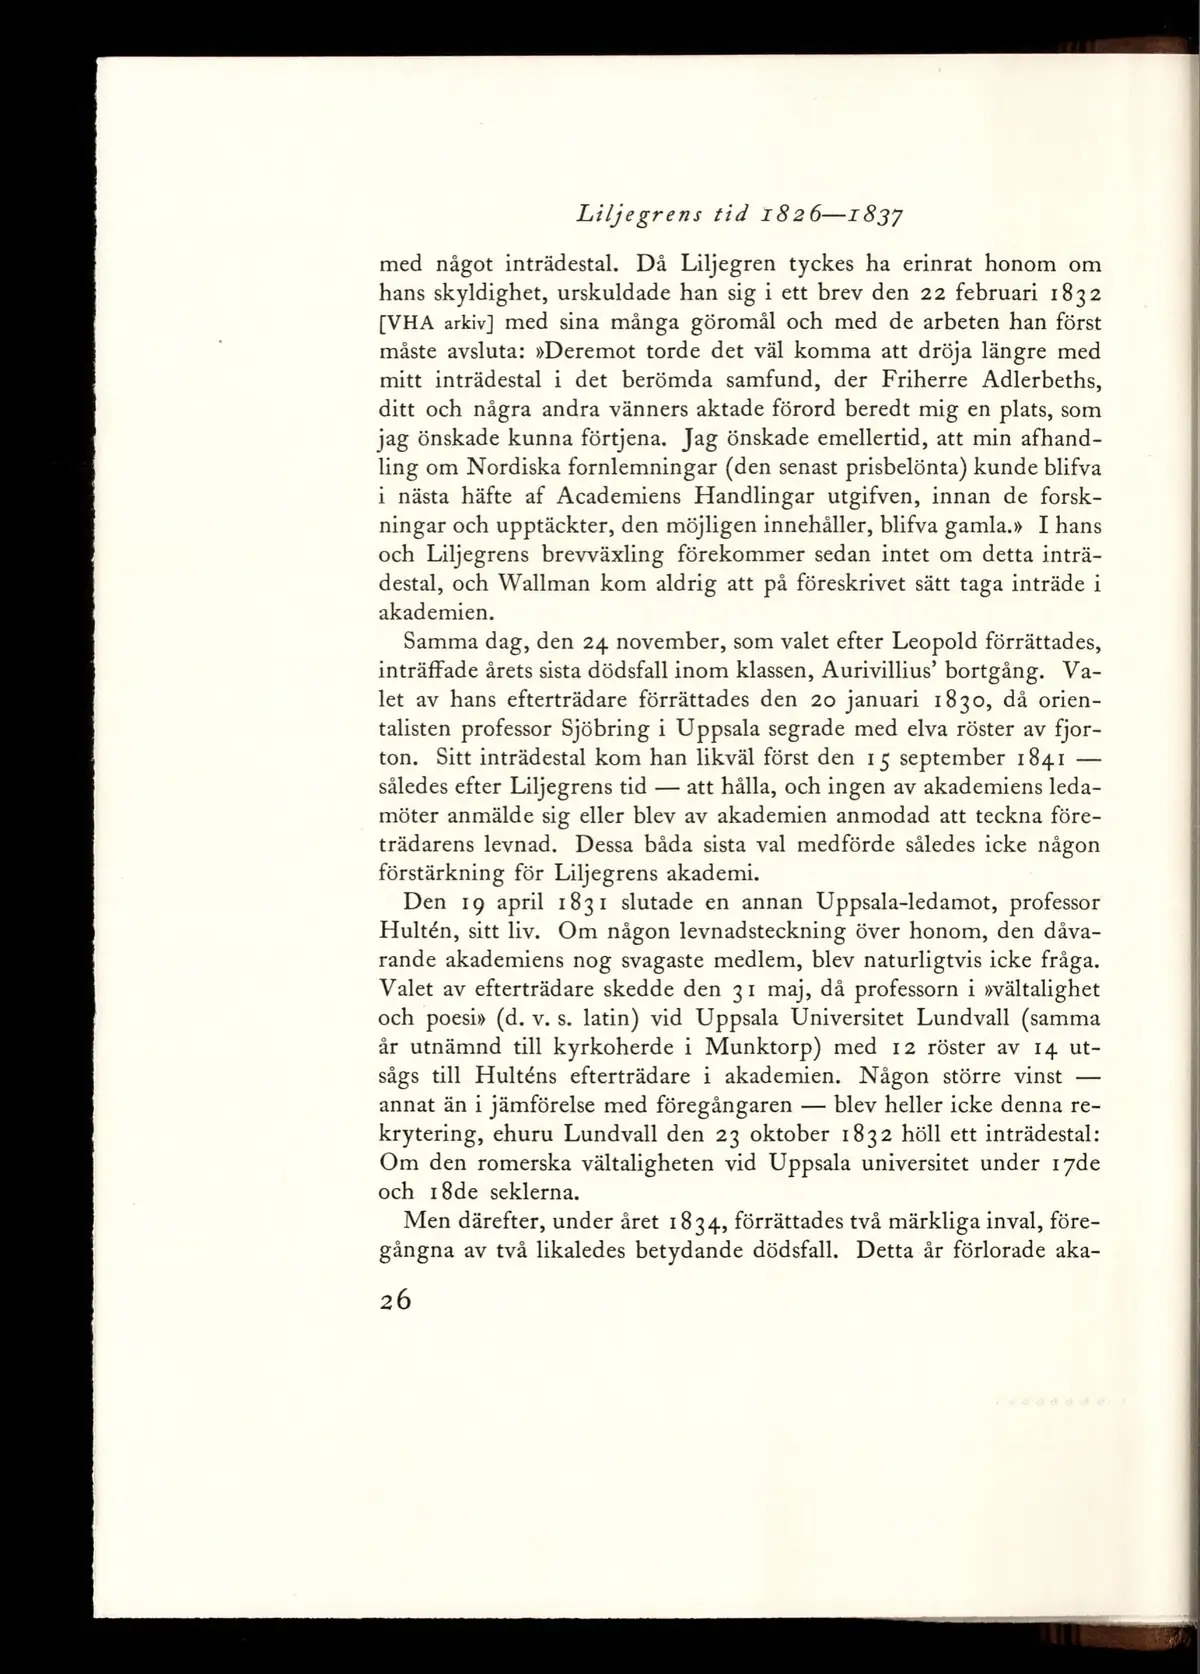 Liljegrens tid 1826—1837
med något inträdestal. Då Liljegren tyckes ha erinrat honom om
hans skyldighet, urskuldade han sig i ett brev den 22 februari 1832
[VHA arkiv] med sina många göromål och med de arbeten han först
måste avsluta: »Deremot torde det väl komma att dröja längre med
mitt inträdestal i det berömda samfund, der Friherre Adlerbeths,
ditt och några andra vänners aktade förord beredt mig en plats, som
jag önskade kunna förtjena. Jag önskade emellertid, att min afhand-
ling om Nordiska fornlemningar (den senast prisbelönta) kunde blifva
i nästa häfte af Academiens Handlingar utgifven, innan de forsk-
ningar och upptäckter, den möjligen innehåller, blifva gamla.» I hans
och Liljegrens brevväxling förekommer sedan intet om detta inträ-
destal, och Wallman kom aldrig att på föreskrivet sätt taga inträde i
akademien.
Samma dag, den 24 november, som valet efter Leopold förrättades,
inträffade årets sista dödsfall inom klassen, Aurivillius’ bortgång. Va-
let av hans efterträdare förrättades den 20 januari 1830, då orien-
talisten professor Sjöbring i Uppsala segrade med elva röster av fjor-
ton. Sitt inträdestal kom han likväl först den 15 september 1841 —
således efter Liljegrens tid — att hålla, och ingen av akademiens leda-
möter anmälde sig eller blev av akademien anmodad att teckna före-
trädarens levnad. Dessa båda sista val medförde således icke någon
förstärkning för Liljegrens akademi.
Den 19 april 1831 slutade en annan Uppsala-ledamot, professor
Hultén, sitt liv. Om någon levnadsteckning över honom, den dåva-
rande akademiens nog svagaste medlem, blev naturligtvis icke fråga.
Valet av efterträdare skedde den 31 maj, då professorn i »vältalighet
och poesi» (d. v. s. latin) vid Uppsala Universitet Lundvall (samma
år utnämnd till kyrkoherde i Munktorp) med 12 röster av 14 ut-
sågs till Hulténs efterträdare i akademien. Någon större vinst —
annat än i jämförelse med föregångaren — blev heller icke denna re-
krytering, ehuru Lundvall den 23 oktober 1832 höll ett inträdestal:
Om den romerska vältaligheten vid Uppsala universitet under 17de
och 18de seklerna.
Men därefter, under året 1834, förrättades två märkliga inval, före-
gångna av två likaledes betydande dödsfall. Detta år förlorade aka-
26